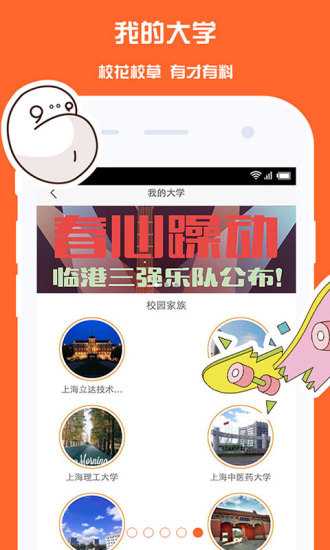 我的大学
校花校草 有才有料
我的大学
春心躁动
临港三强乐队公布!
校园家族
上海立达技术...
Morning
上海理工大学
上海中医药大学